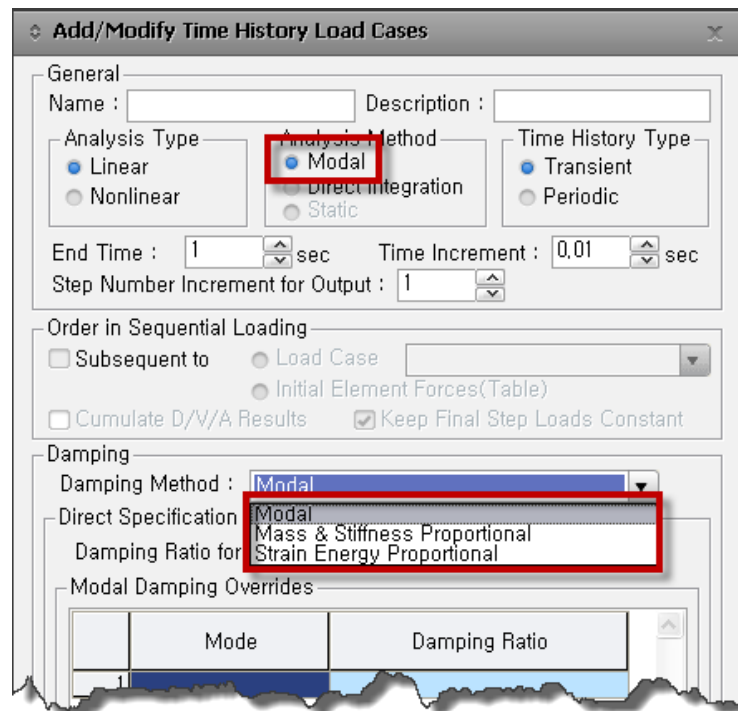 Add/Modify Time History Load Cases
General
Name : Description :
Analysis Type Analysis Method Time History Type
Linear Modal Transient
Nonlinear Direct Integration Periodic
Static
End Time : 1 sec Time Increment : 0,01 sec
Step Number Increment for Output : 1
Order in Sequential Loading
Subsequent to Load Case
Initial Element Forces(Table)
Cumulate D/V/A Results Keep Final Step Loads Constant
Damping
Damping Method : Modal
Direct Specification Modal
Mass & Stiffness Proportional
Damping Ratio for Strain Energy Proportional
Modal Damping Overrides
Mode Damping Ratio
1